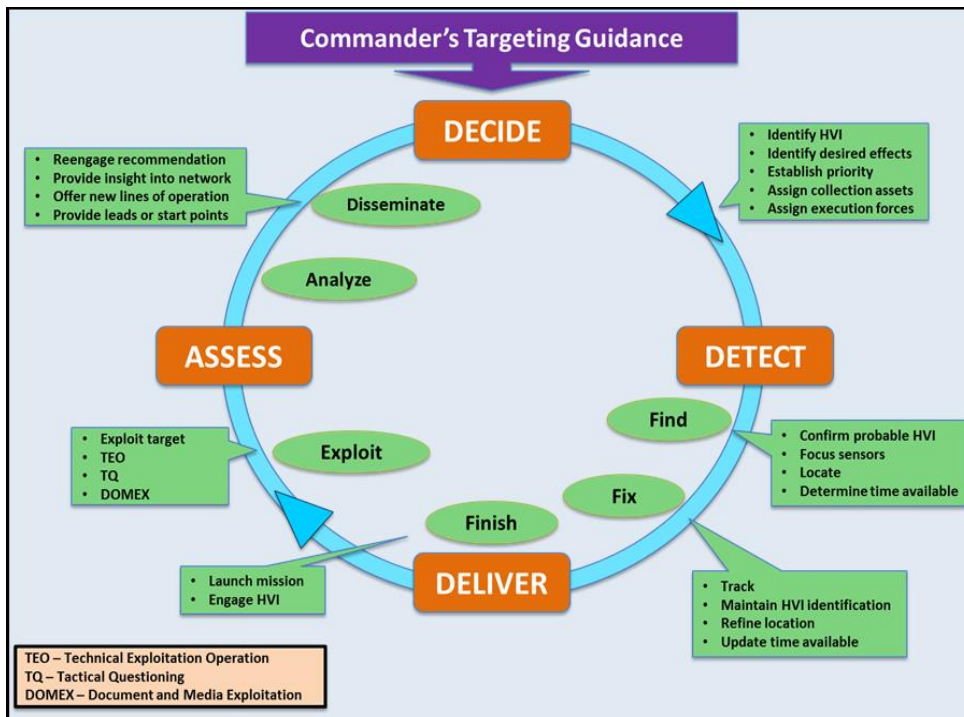 Commander's Targeting Guidance
DECIDE
• Identify HVI
• Identify desired effects
• Establish priority
• Assign collection assets
• Assign execution forces
• Reengage recommendation
• Provide insight into network
• Offer new lines of operation
• Provide leads or start points
Disseminate
Analyze
ASSESS
DETECT
Find
• Confirm probable HVI
• Focus sensors
• Locate
• Determine time available
• Exploit target
• TEO
• TQ
• DOMEX
Exploit
Fix
Finish
DELIVER
• Launch mission
• Engage HVI
• Track
• Maintain HVI identification
• Refine location
• Update time available
TEO – Technical Exploitation Operation
TQ – Tactical Questioning
DOMEX – Document and Media Exploitation